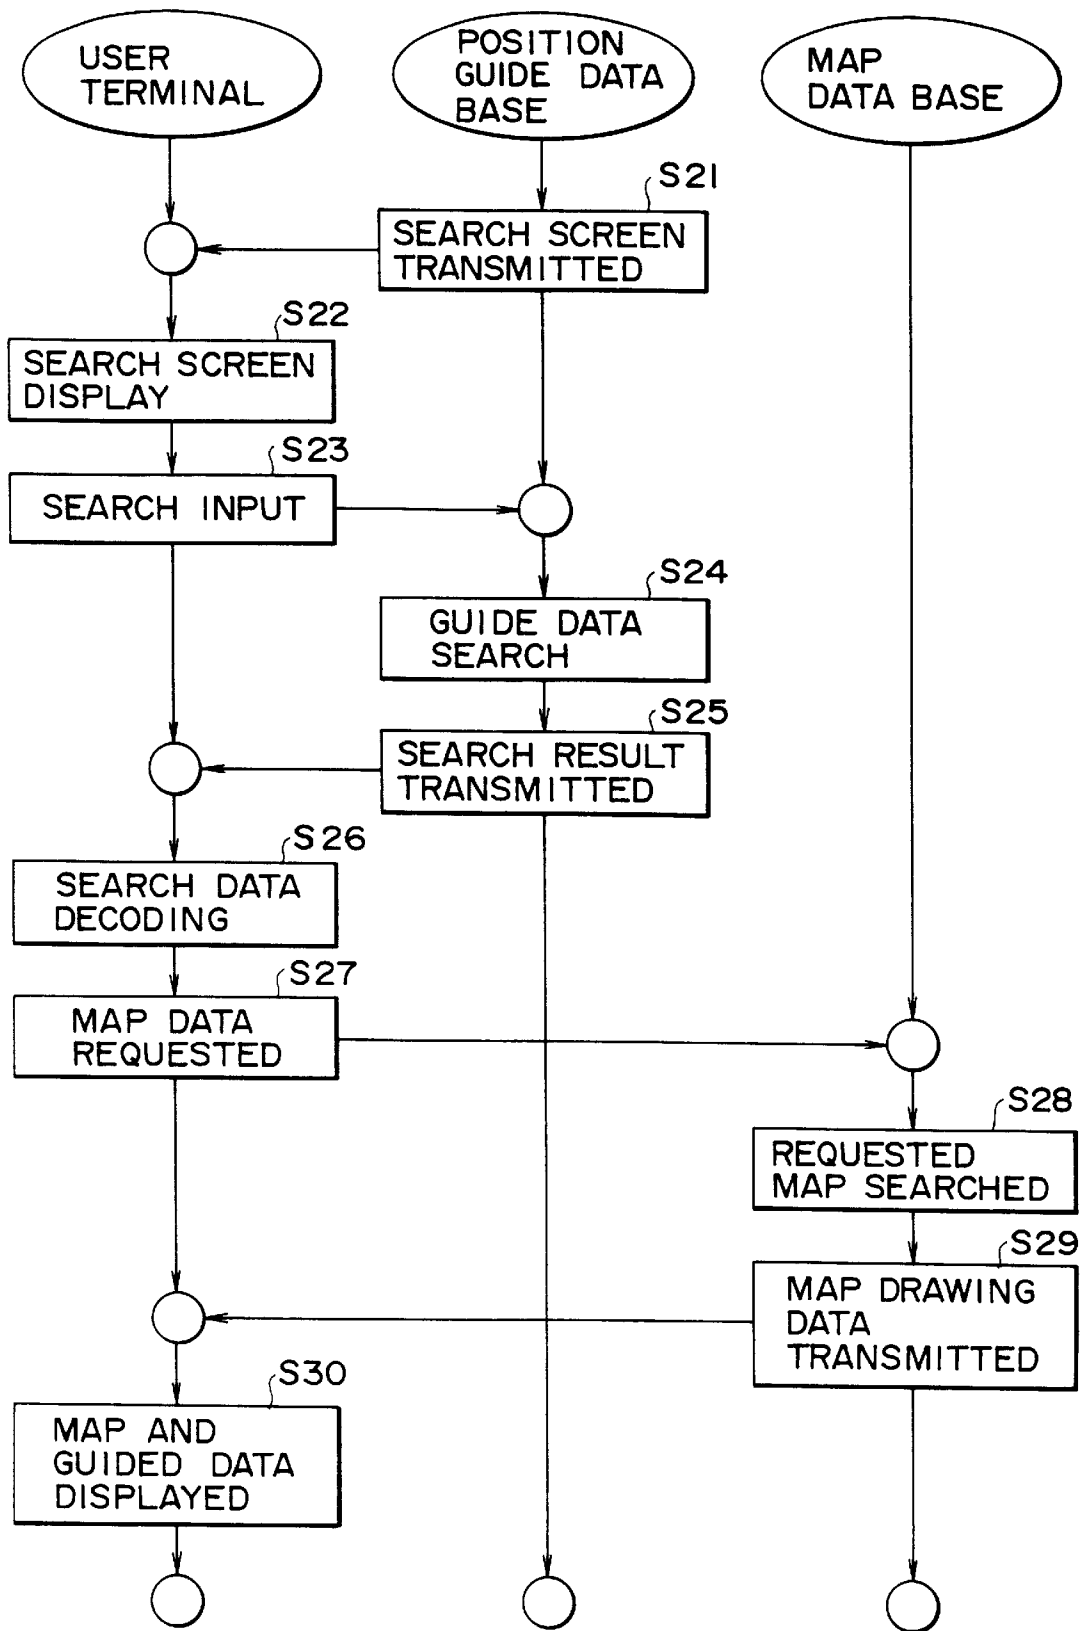 USER
TERMINAL
POSITION
GUIDE DATA
BASE
MAP
DATA BASE
S21
SEARCH SCREEN
TRANSMITTED
S22
SEARCH SCREEN
DISPLAY
S23
SEARCH INPUT
S24
GUIDE DATA
SEARCH
S25
SEARCH RESULT
TRANSMITTED
S26
SEARCH DATA
DECODING
S27
MAP DATA
REQUESTED
S28
REQUESTED
MAP SEARCHED
S29
MAP DRAWING
DATA
TRANSMITTED
S30
MAP AND
GUIDED DATA
DISPLAYED